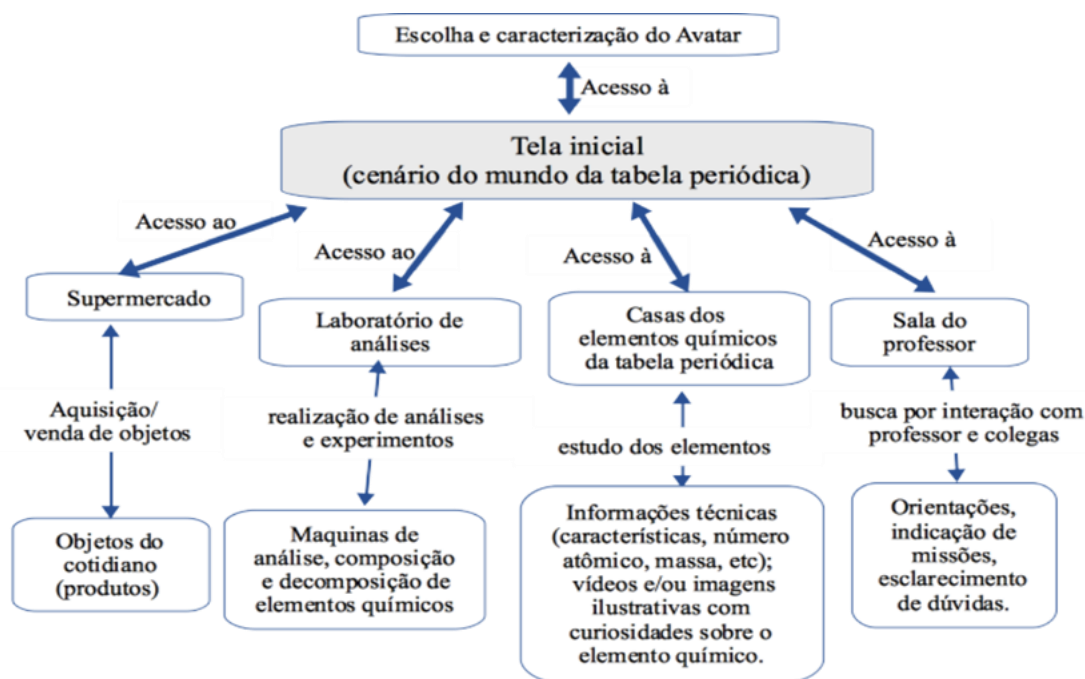 Escolha e caracterização do Avatar
Acesso à
Tela inicial
(cenário do mundo da tabela periódica)
Acesso ao
Acesso ao
Acesso à
Acesso à
Supermercado
Laboratório de
análises
Casas dos
elementos químicos
da tabela periódica
Sala do
professor
Aquisição/
venda de objetos
realização de análises
e experimentos
estudo dos elementos
busca por interação com
professor e colegas
Objetos do
cotidiano
(produtos)
Maquinas de
análise, composição
e decomposição de
elementos químicos
Informações técnicas
(características, número
atômico, massa, etc);
vídeos e/ou imagens
ilustrativas com
curiosidades sobre o
elemento químico.
Orientações,
indicação de
missões,
esclarecimento
de dúvidas.